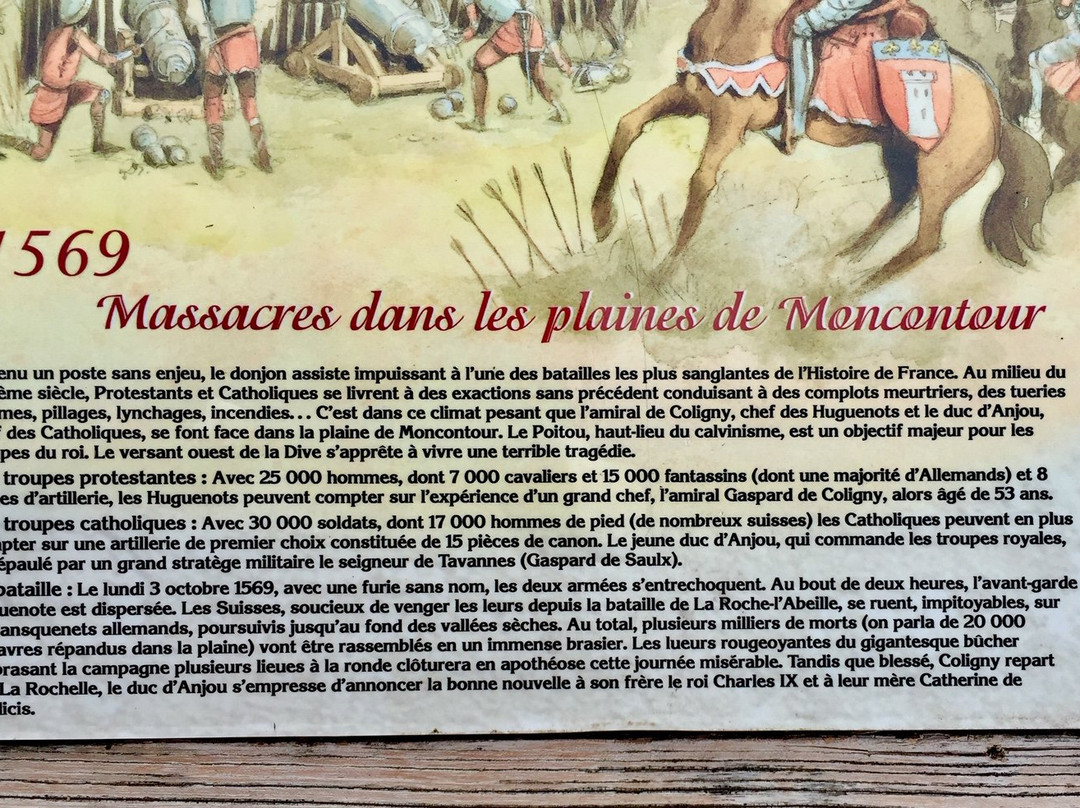 1569
Massacres dans les plaines de Moncontour
enu un poste sans enjeu, le donjon assiste impuissant à l'une des batailles les plus sanglantes de l'Histoire de France. Au milieu du
ème siècle, Protestants et Catholiques se livrent à des exactions sans précédent conduisant à des complots meurtriers, des tueries
mes, pillages, lynchages, incendies... C'est dans ce climat pesant que l'amiral de Coligny, chef des Huguenots et le duc d'Anjou,
des Catholiques, se font face dans la plaine de Moncontour. Le Poitou, haut-lieu du calvinisme, est un objectif majeur pour les
pes du roi. Le versant ouest de la Dive s'apprête à vivre une terrible tragédie.
troupes protestantes : Avec 25 000 hommes, dont 7 000 cavaliers et 15 000 fantassins (dont une majorité d'Allemands) et 8
es d'artillerie, les Huguenots peuvent compter sur l'expérience d'un grand chef, l'amiral Gaspard de Coligny, alors âgé de 53 ans.
troupes catholiques : Avec 30 000 soldats, dont 17 000 hommes de pied (de nombreux suisses) les Catholiques peuvent en plus
pter sur une artillerie de premier choix constituée de 15 pièces de canon. Le jeune duc d'Anjou, qui commande les troupes royales,
épaulé par un grand stratège militaire le seigneur de Tavannes (Gaspard de Saulx).
bataille : Le lundi 3 octobre 1569, avec une furie sans nom, les deux armées s'entrechoquent. Au bout de deux heures, l'avant-garde
uenote est dispersée. Les Suisses, soucieux de venger les leurs depuis la bataille de La Roche-l'Abeille, se ruent, impitoyables, sur
ansquenets allemands, poursuivis jusqu'au fond des vallées sèches. Au total, plusieurs milliers de morts (on parla de 20 000
avres répandus dans la plaine) vont être rassemblés en un immense brasier. Les lueurs rougeoyantes du gigantesque bûcher
brasant la campagne plusieurs lieues à la ronde clôturera en apothéose cette journée misérable. Tandis que blessé, Coligny repart
La Rochelle, le duc d'Anjou s'empresse d'annoncer la bonne nouvelle à son frère le roi Charles IX et à leur mère Catherine de
licis.